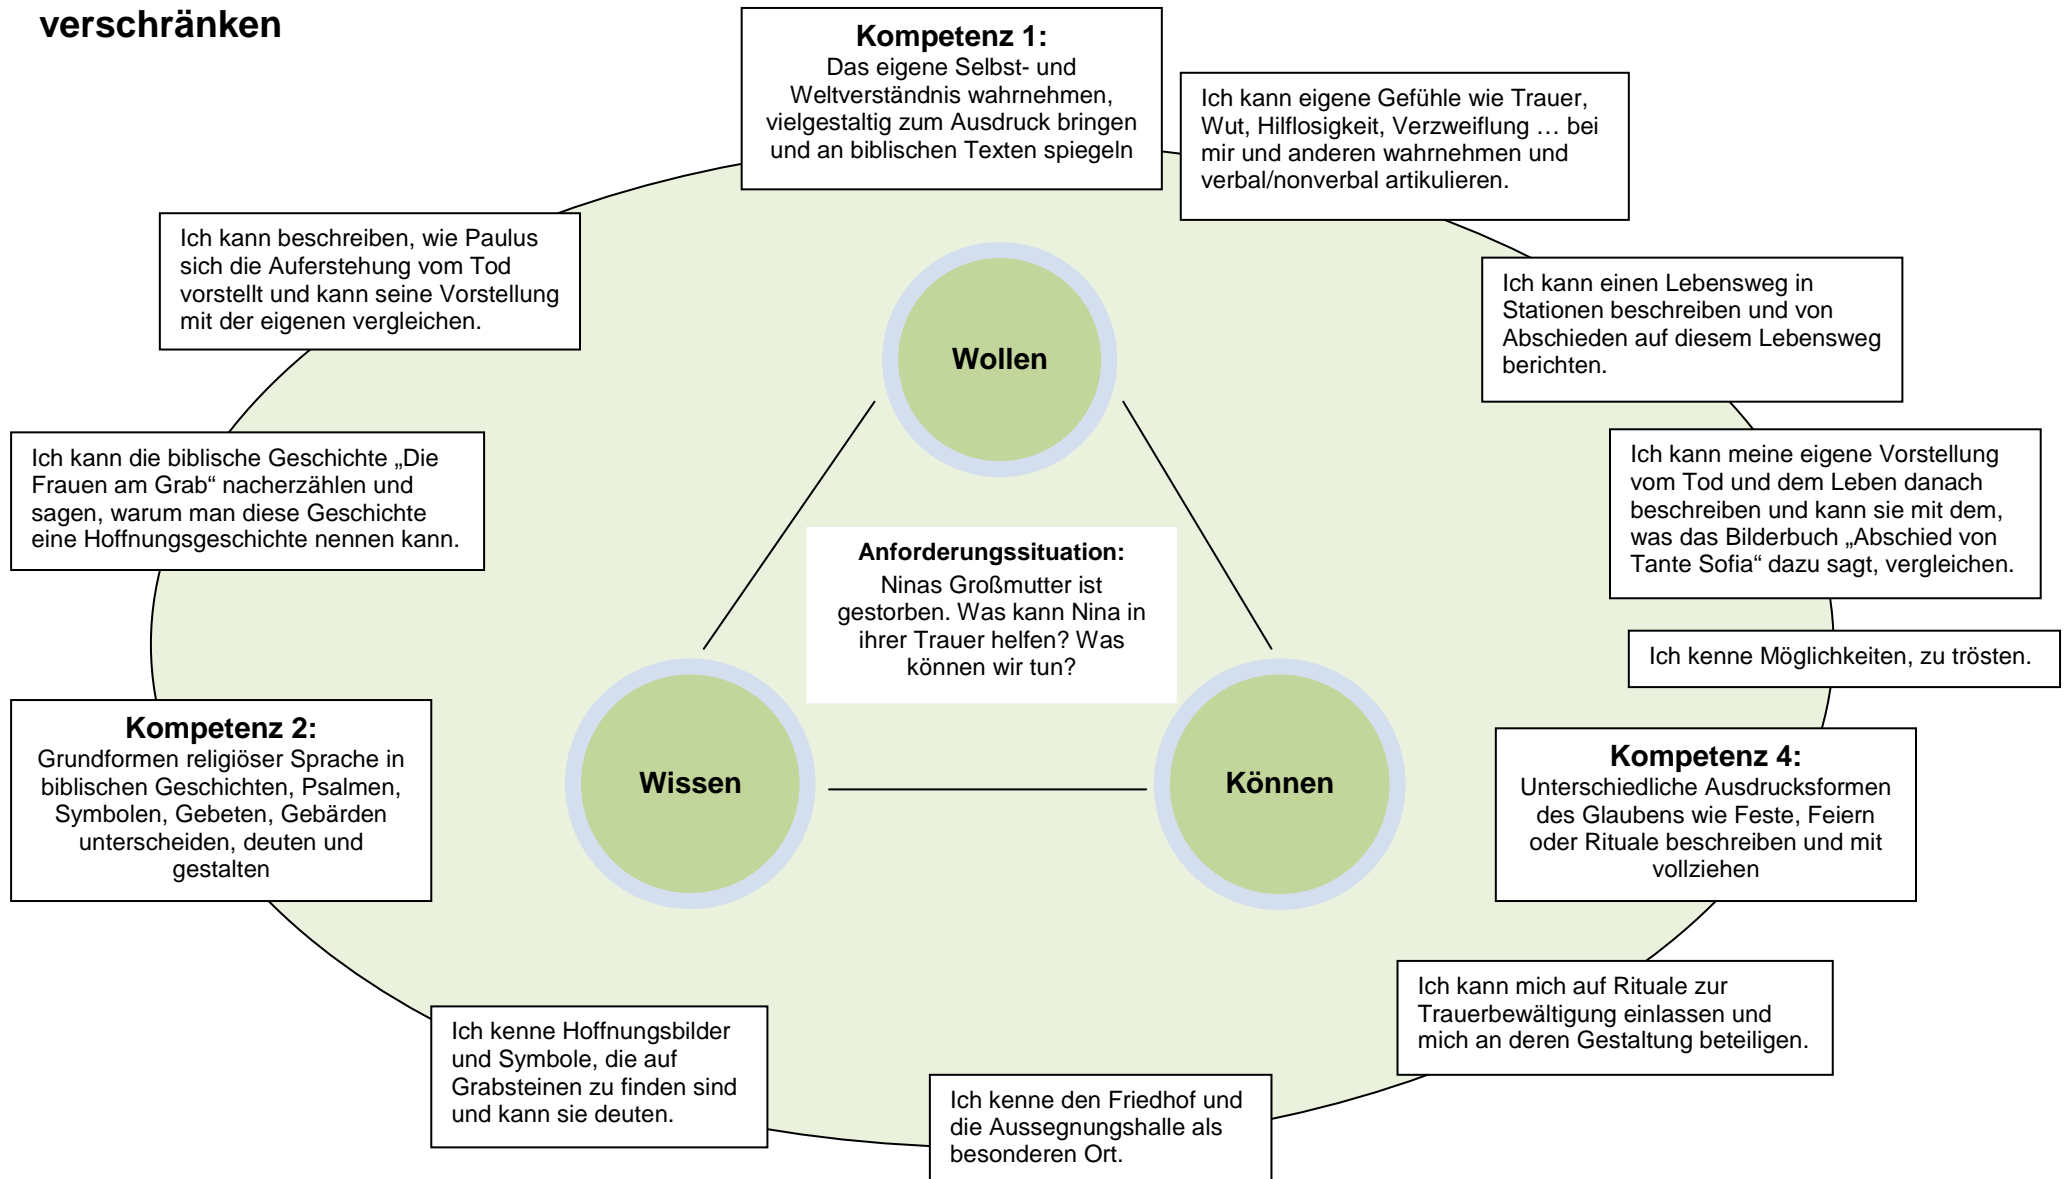 verschränken
Kompetenz 1:
Das eigene Selbst- und
Weltverständnis wahrnehmen,
vielgestaltig zum Ausdruck bringen
und an biblischen Texten spiegeln
Ich kann eigene Gefühle wie Trauer,
Wut, Hilflosigkeit, Verzweiflung … bei
mir und anderen wahrnehmen und
verbal/nonverbal artikulieren.
Ich kann beschreiben, wie Paulus
sich die Auferstehung vom Tod
vorstellt und kann seine Vorstellung
mit der eigenen vergleichen.
Ich kann einen Lebensweg in
Stationen beschreiben und von
Abschieden auf diesem Lebensweg
berichten.
Wollen
Ich kann die biblische Geschichte „Die
Frauen am Grab“ nacherzählen und
sagen, warum man diese Geschichte
eine Hoffnungsgeschichte nennen kann.
Ich kann meine eigene Vorstellung
vom Tod und dem Leben danach
beschreiben und kann sie mit dem,
was das Bilderbuch „Abschied von
Tante Sofia“ dazu sagt, vergleichen.
Anforderungssituation:
Ninas Großmutter ist
gestorben. Was kann Nina in
ihrer Trauer helfen? Was
können wir tun?
Ich kenne Möglichkeiten, zu trösten.
Kompetenz 2:
Grundformen religiöser Sprache in
biblischen Geschichten, Psalmen,
Symbolen, Gebeten, Gebärden
unterscheiden, deuten und
gestalten
Wissen
Können
Kompetenz 4:
Unterschiedliche Ausdrucksformen
des Glaubens wie Feste, Feiern
oder Rituale beschreiben und mit
vollziehen
Ich kann mich auf Rituale zur
Trauerbewältigung einlassen und
mich an deren Gestaltung beteiligen.
Ich kenne Hoffnungsbilder
und Symbole, die auf
Grabsteinen zu finden sind
und kann sie deuten.
Ich kenne den Friedhof und
die Aussegnungshalle als
besonderen Ort.